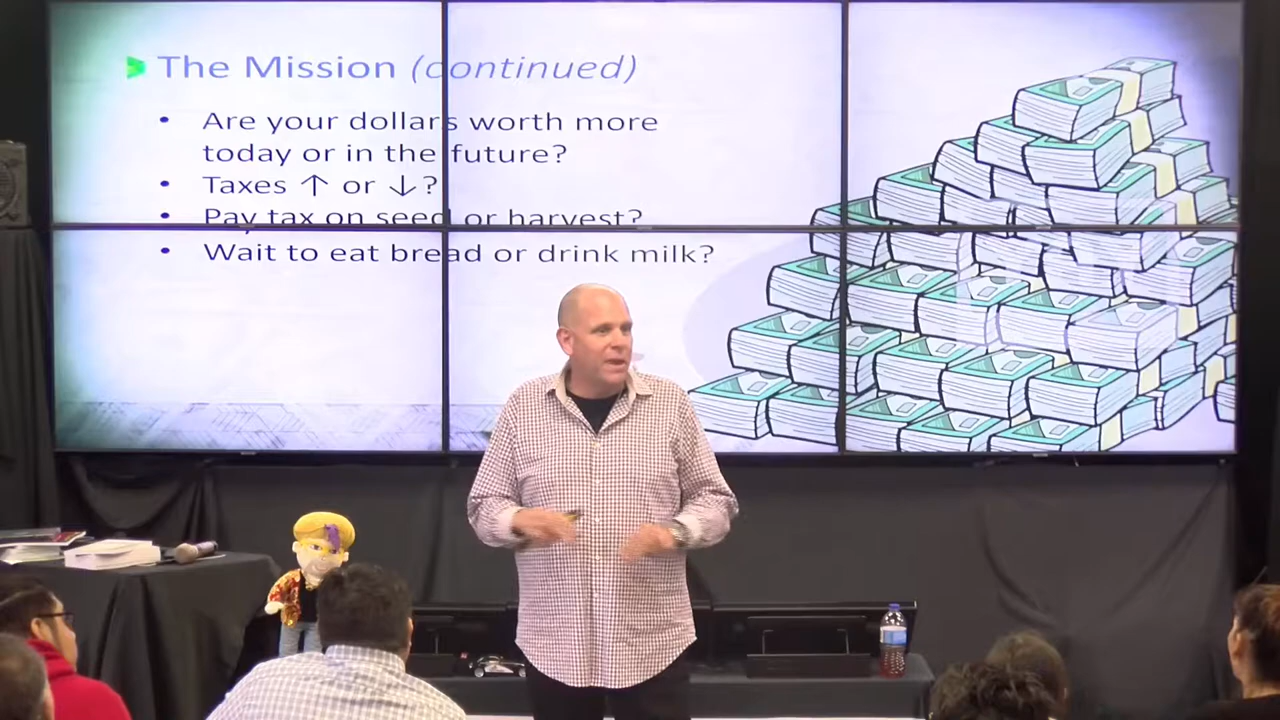 The Mission (continued)
• Are your dollars worth more
today or in the future?
• Taxes ↑ or ↓?
• Pay tax on seed or harvest?
• Wait to eat bread or drink milk?